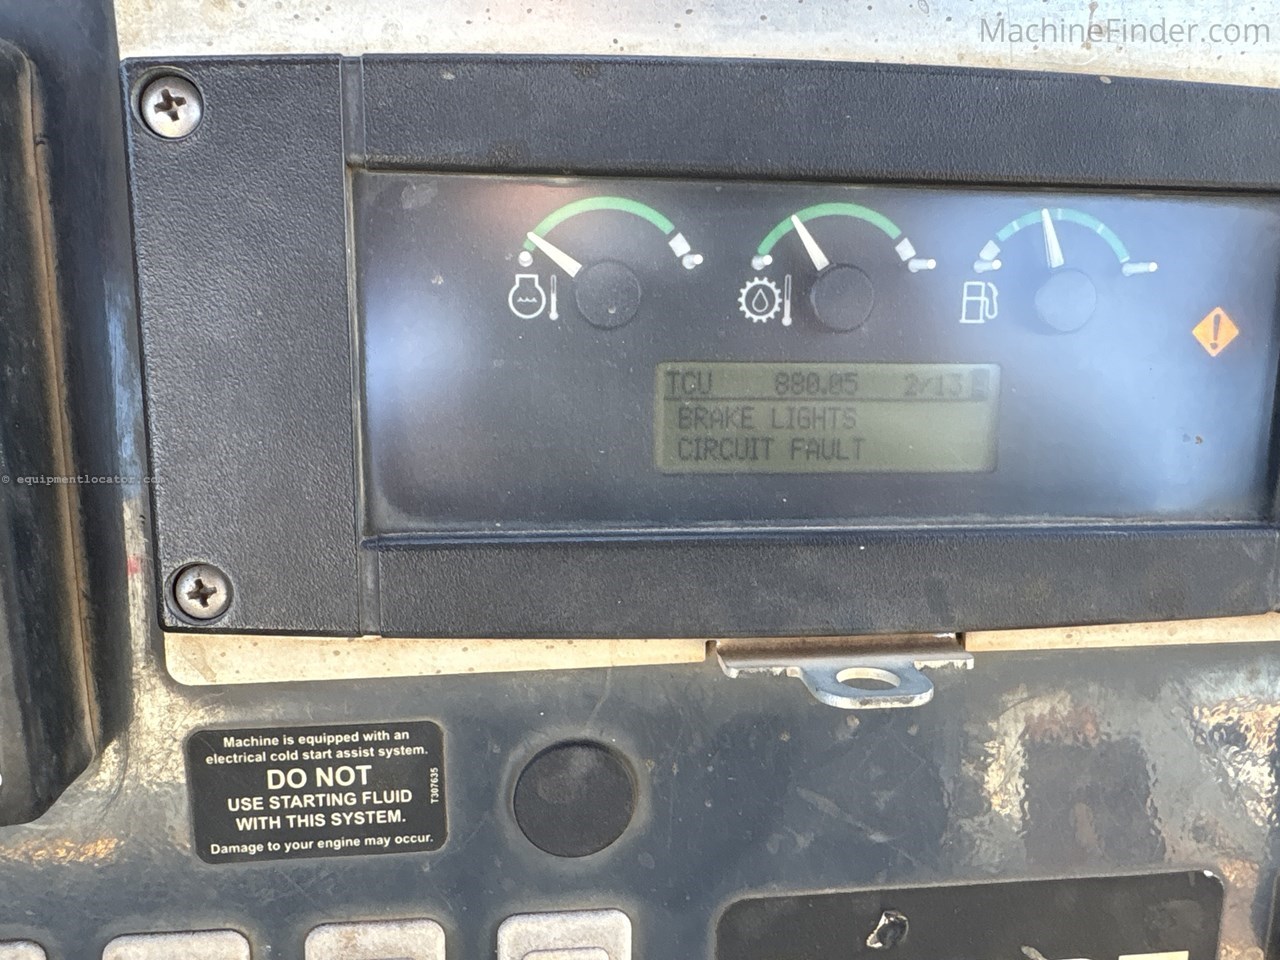 MachineFinder.com
TCU 880.05 2/13
BRAKE LIGHTS
CIRCUIT FAULT
© equipmentlocator.com
Machine is equipped with an
electrical cold start assist system.
DO NOT
USE STARTING FLUID
WITH THIS SYSTEM.
Damage to your engine may occur.
T307635